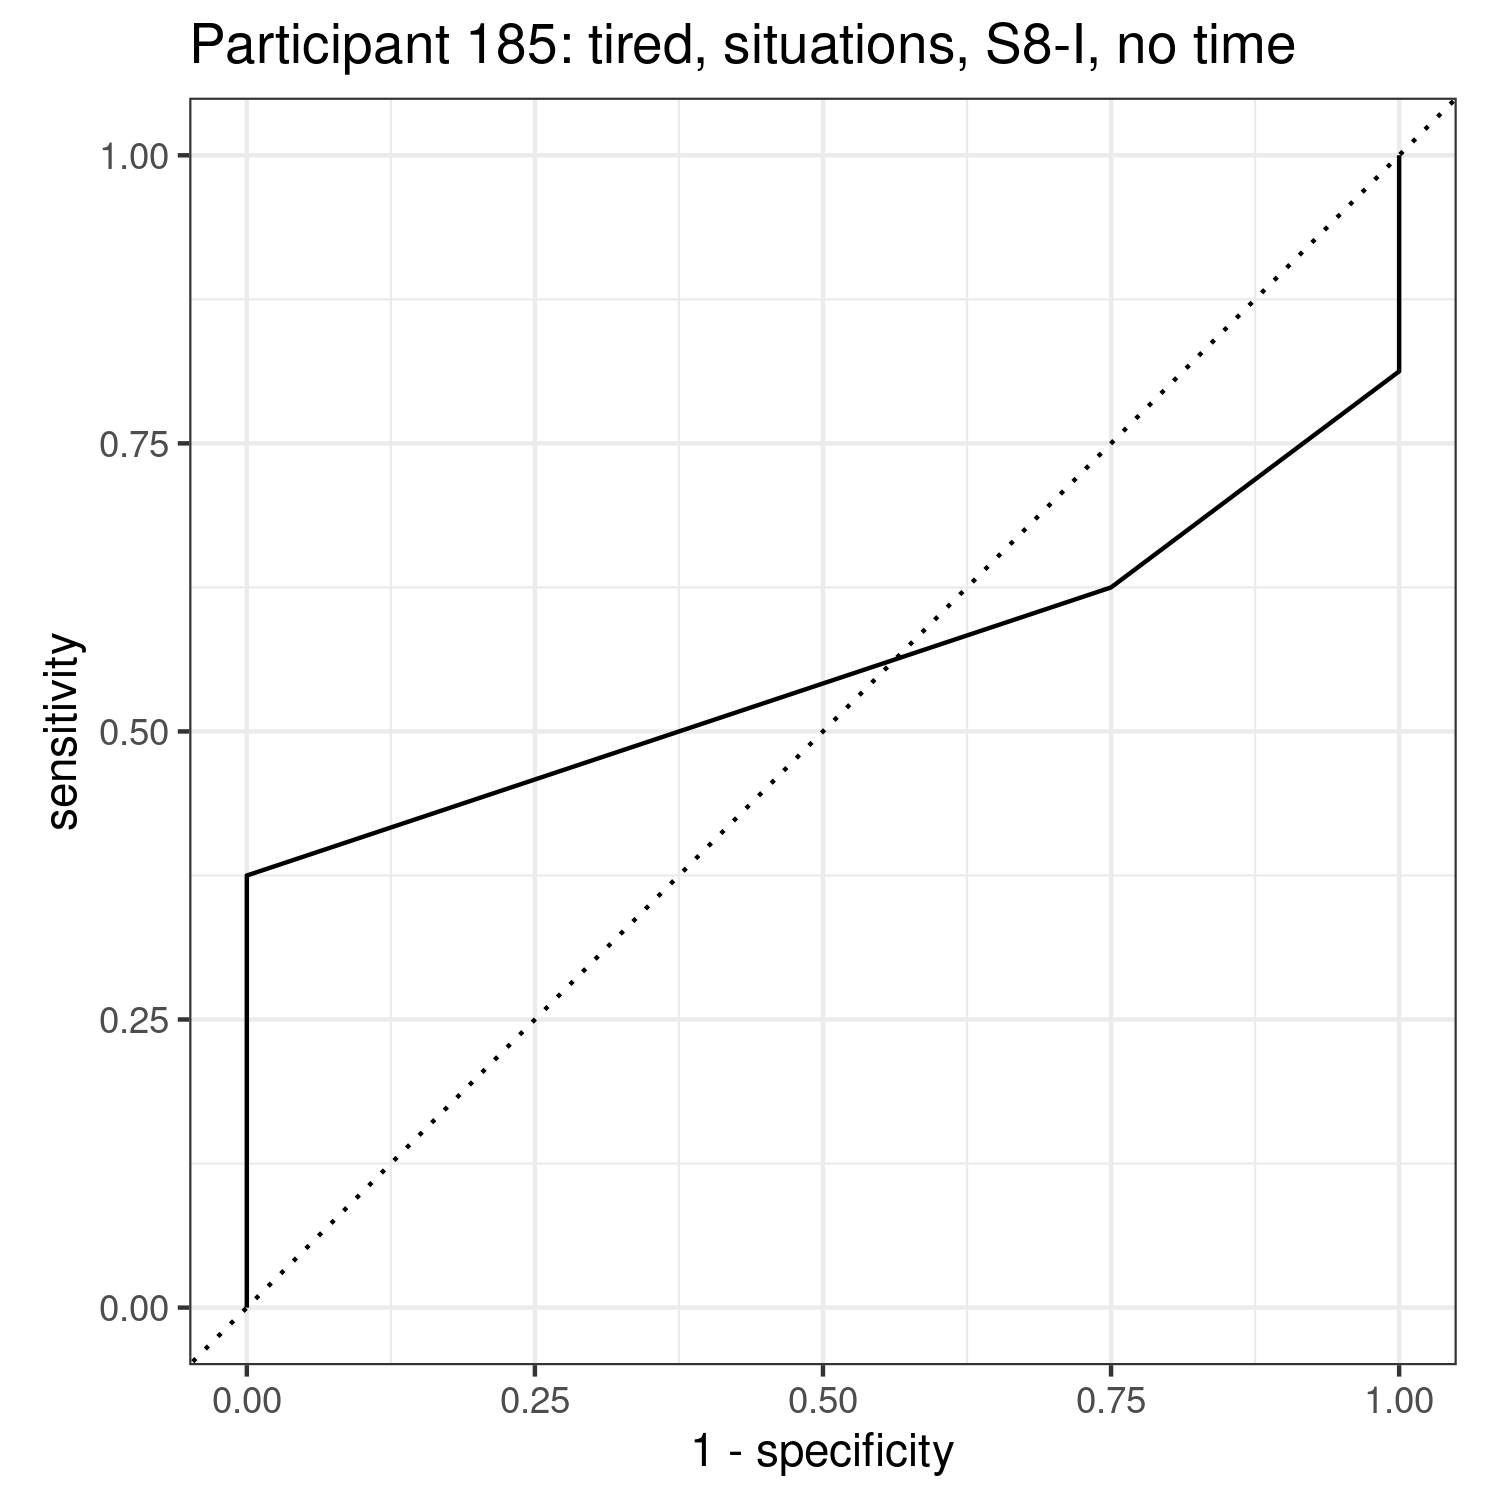 Participant 185: tired, situations, S8-I, no time
1.00
0.75
0.50
0.25
0.00
sensitivity
0.00 0.25 0.50 0.75 1.00
1 - specificity